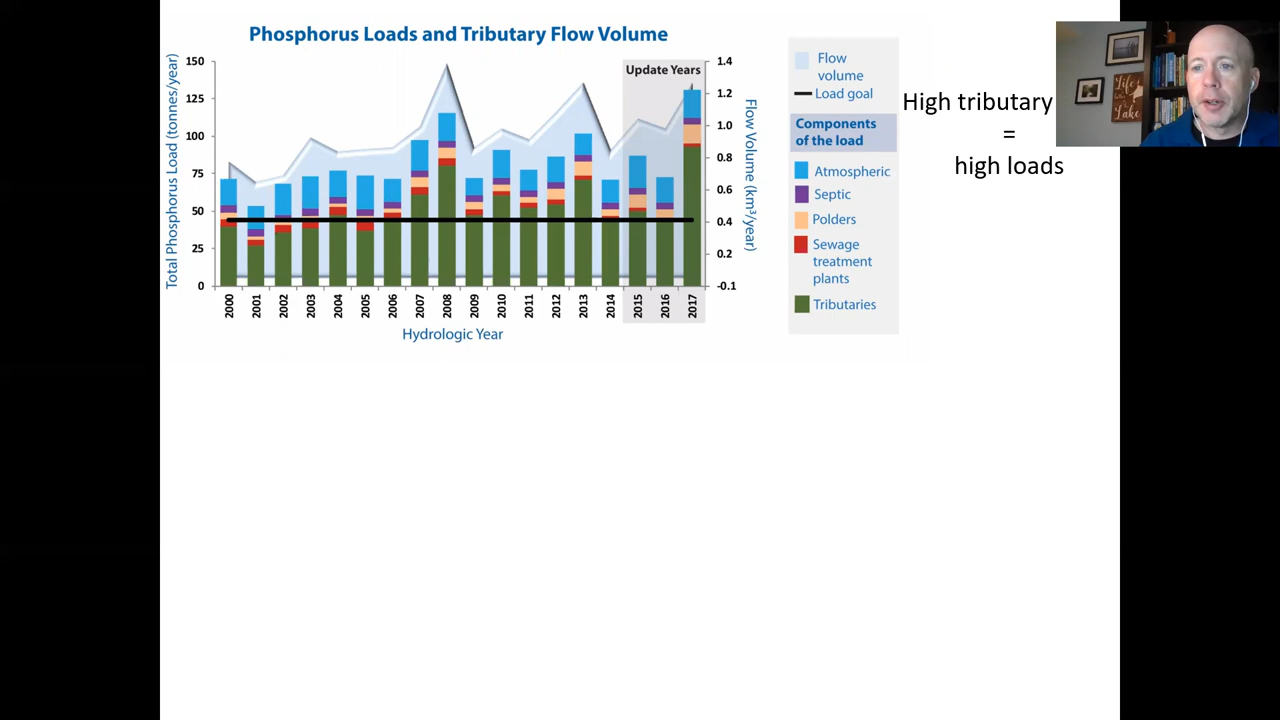 Phosphorus Loads and Tributary Flow Volume
Total Phosphorus Load (tonnes/year)
150
125
100
75
50
25
0
Update Years
1.4
1.2
1.0
0.8
0.6
0.4
0.2
-0.1
Flow Volume (km³/year)
2000 2001 2002 2003 2004 2005 2006 2007 2008 2009 2010 2011 2012 2013 2014 2015 2016 2017
Hydrologic Year
Flow
volume
Load goal
Components
of the load
Atmospheric
Septic
Polders
Sewage
treatment
plants
Tributaries
High tributary
=
high loads
Life
Lake